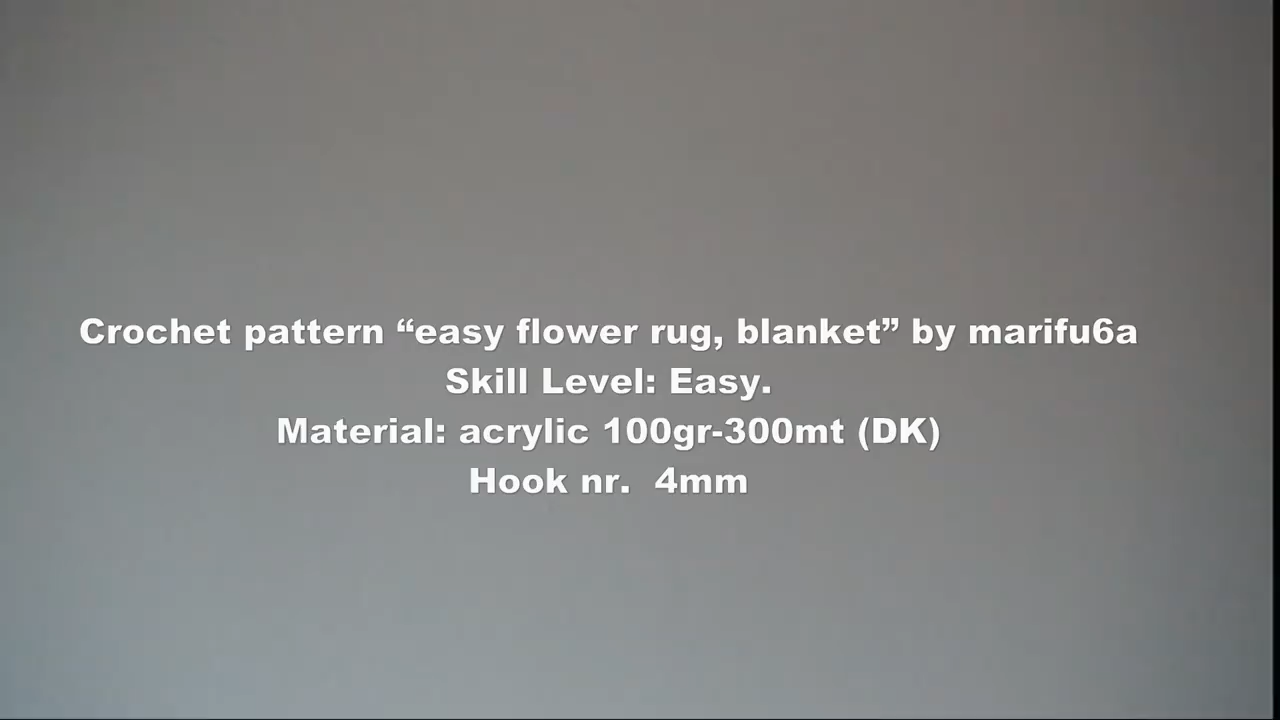 Crochet pattern “easy flower rug, blanket” by marifu6a
Skill Level: Easy.
Material: acrylic 100gr-300mt (DK)
Hook nr.  4mm